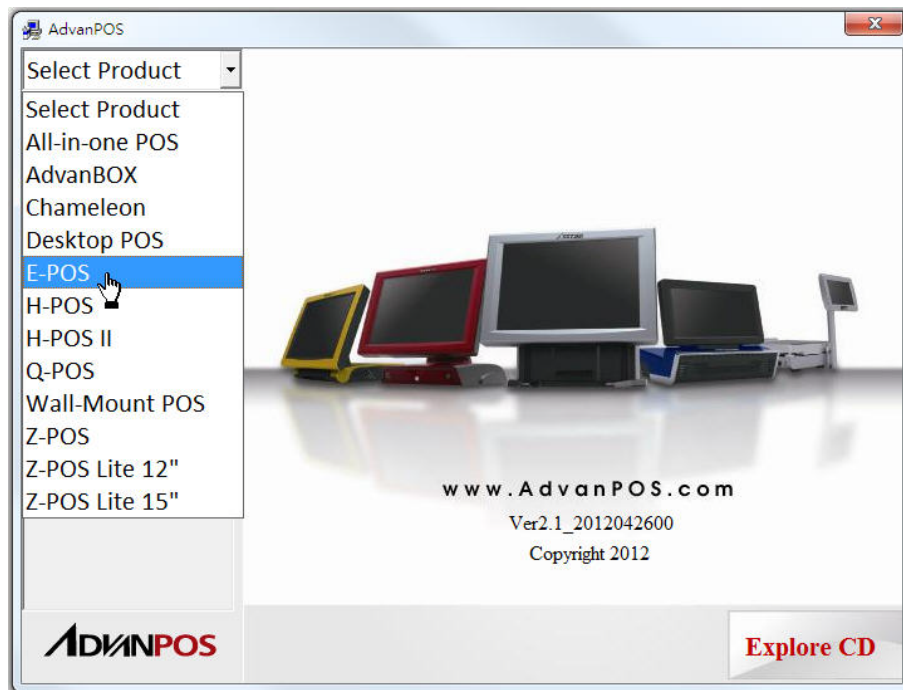 AdvanPOS
Select Product
Select Product
All-in-one POS
AdvanBOX
Chameleon
Desktop POS
E-POS
H-POS
H-POS II
Q-POS
Wall-Mount POS
Z-POS
Z-POS Lite 12"
Z-POS Lite 15"
www.AdvanPOS.com
Ver2.1_2012042600
Copyright 2012
ADVANPOS
Explore CD